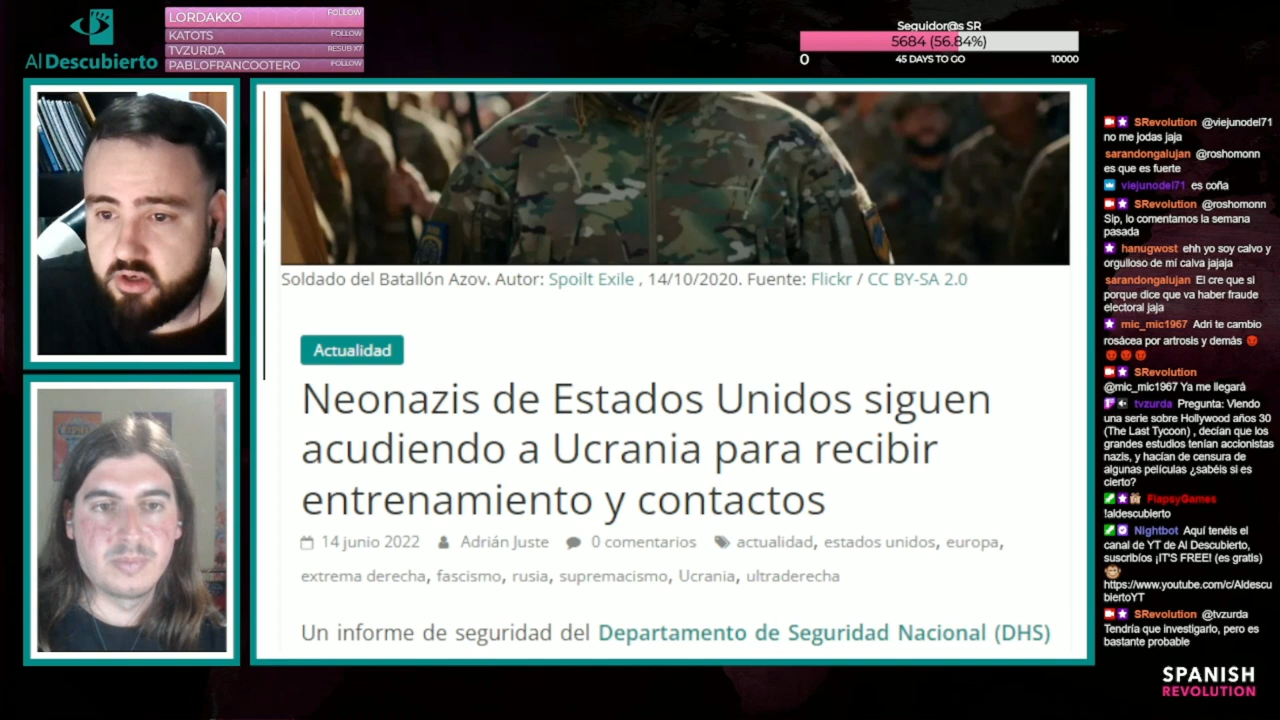 Al Descubierto
LORDAKXO FOLLOW
KATOTS FOLLOW
TVZURDA RESUB X7
PABLOFRANCOOTERO FOLLOW
Seguidor@s SR
5684 (56.84%)
0 45 DAYS TO GO 10000
Soldado del Batallón Azov. Autor: Spoilt Exile , 14/10/2020. Fuente: Flickr / CC BY-SA 2.0
Actualidad
Neonazis de Estados Unidos siguen
acudiendo a Ucrania para recibir
entrenamiento y contactos
14 junio 2022 Adrián Juste 0 comentarios actualidad, estados unidos, europa,
extrema derecha, fascismo, rusia, supremacismo, Ucrania, ultraderecha
Un informe de seguridad del Departamento de Seguridad Nacional (DHS)
SRevolution @viejunodel71
no me jodas jaja
sarandongalujan @roshomonn
es que es fuerte
viejunodel71 es coña
SRevolution @roshomonn
Sip, lo comentamos la semana
pasada
hanugwost ehh yo soy calvo y
orgulloso de mí calva jajaja
sarandongalujan El cre que si
porque dice que va haber fraude
electoral jaja
mic_mic1967 Adri te cambio
rosácea por artrosis y demás
SRevolution
@mic_mic1967 Ya me llegará
tvzurda Pregunta: Viendo
una serie sobre Hollywood años 30
(The Last Tycoon) , decían que los
grandes estudios tenían accionistas
nazis, y hacían de censura de
algunas películas ¿sabéis si es
cierto?
FlapsyGames
!aldescubierto
Nightbot Aquí tenéis el
canal de YT de Al Descubierto,
suscribíos ¡IT'S FREE! (es gratis)
https://www.youtube.com/c/Aldescu
biertoYT
SRevolution @tvzurda
Tendría que investigarlo, pero es
bastante probable
SPANISH
REVOLUTION